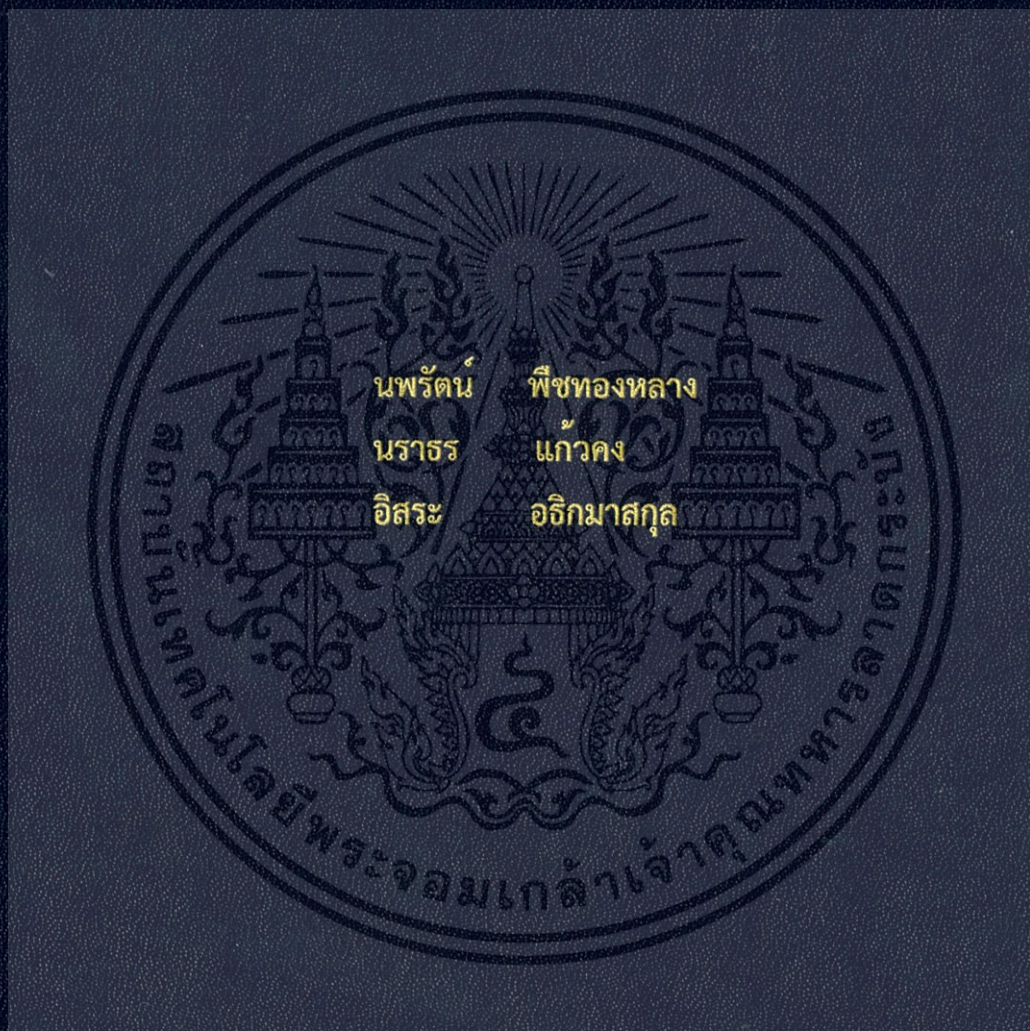 นพรัตน์ พืชทองหลาง
นราธร แก้วคง
อิสระ อธิกมาสกุล
๔
สถาบันเทคโนโลยีพระจอมเกล้าเจ้าคุณทหารลาดกระบัง